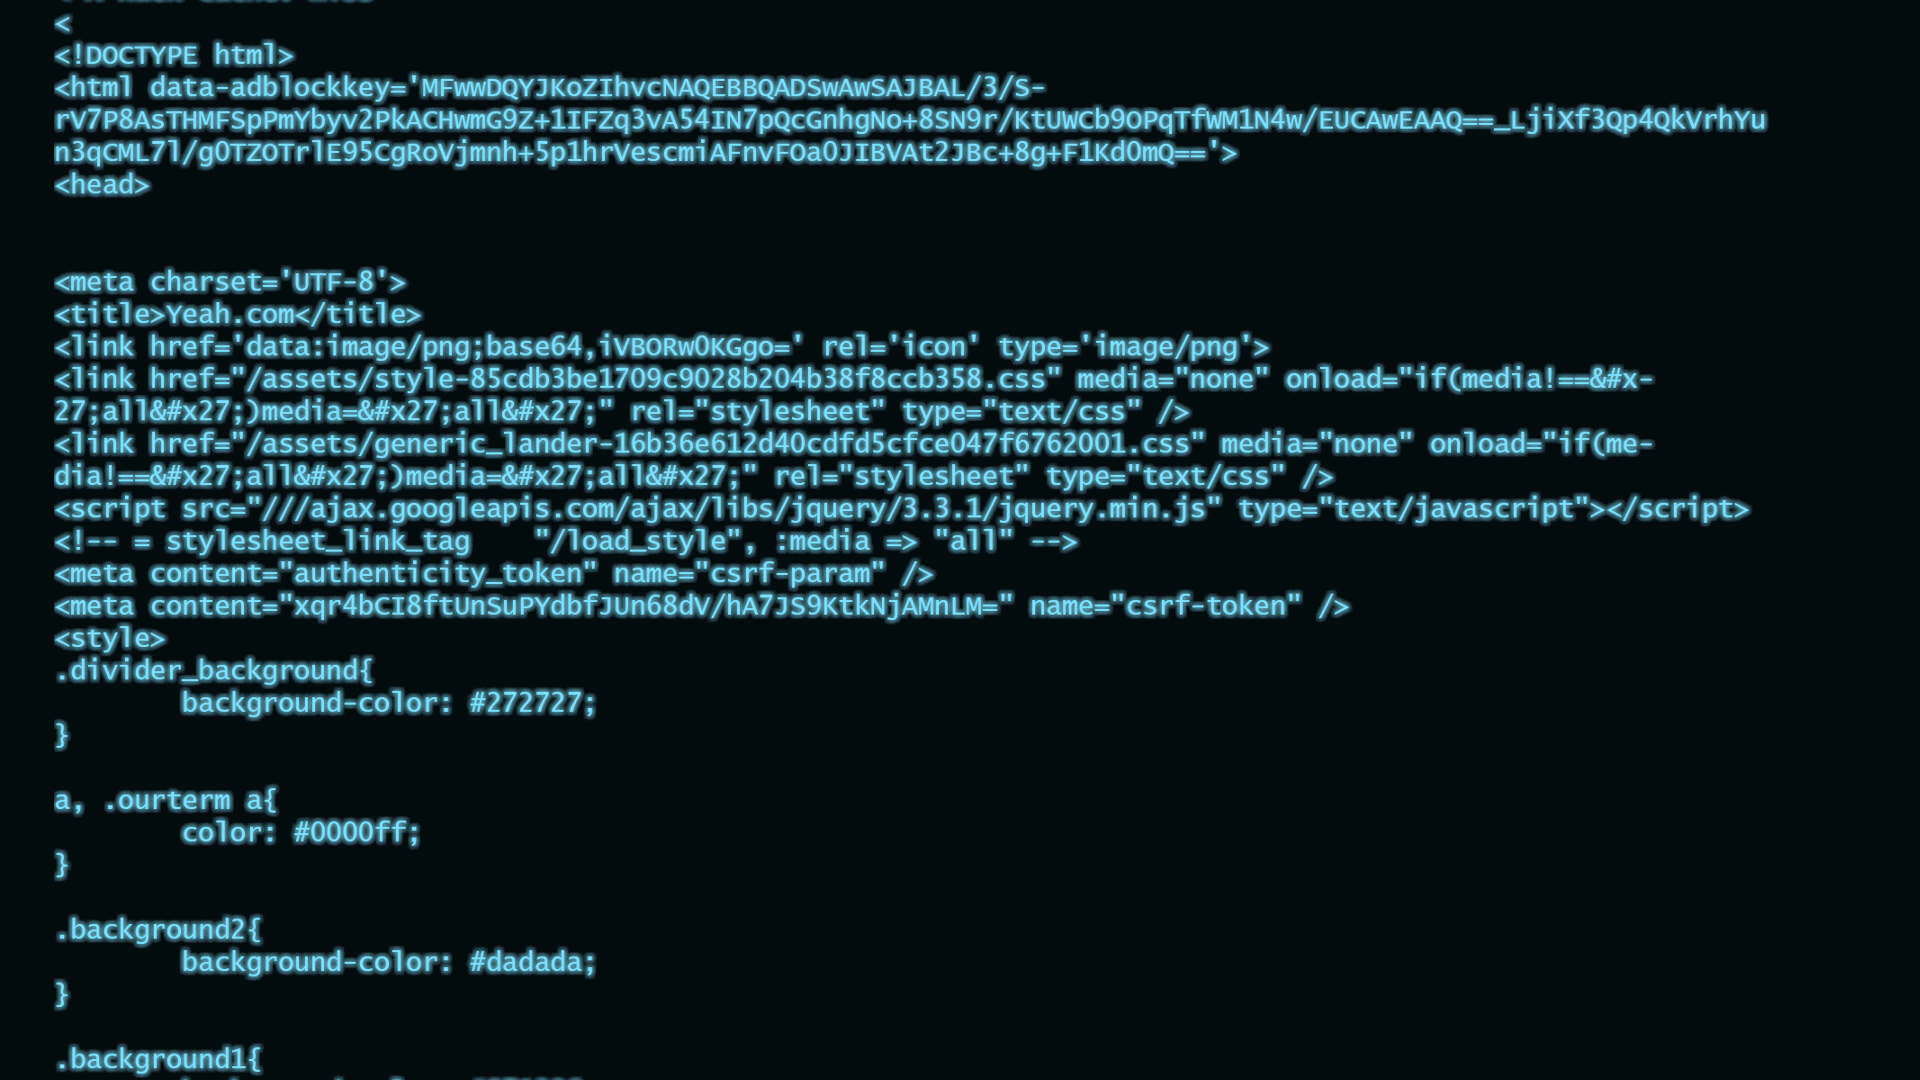 <
<!DOCTYPE html>
<html data-adblockkey='MFwwDQYJKoZIhvcNAQEBBQADSwAwSAJBAL/3/S-
rV7P8AsTHMFSpPmYbyv2PkACHwmG9Z+1IFZq3vA54IN7pQcGnhgNo+8SN9r/KtUWCb9OPqTfWM1N4w/EUCAwEAAQ==_LjiXf3Qp4QkVrhYu
n3qCML7l/g0TZOTrlE95CgRoVjmnh+5p1hrVescmiAFnvFOa0JIBVAt2JBc+8g+F1Kd0mQ=='>
<head>
<meta charset='UTF-8'>
<title>Yeah.com</title>
<link href='data:image/png;base64,iVBORw0KGgo=' rel='icon' type='image/png'>
<link href="/assets/style-85cdb3be1709c9028b204b38f8ccb358.css" media="none" onload="if(media!==&#x-
27;all&#x27;)media=&#x27;all&#x27;" rel="stylesheet" type="text/css" />
<link href="/assets/generic_lander-16b36e612d40cdfd5cfce047f6762001.css" media="none" onload="if(me-
dia!==&#x27;all&#x27;)media=&#x27;all&#x27;" rel="stylesheet" type="text/css" />
<script src="///ajax.googleapis.com/ajax/libs/jquery/3.3.1/jquery.min.js" type="text/javascript"></script>
<!-- = stylesheet_link_tag    "/load_style", :media => "all" -->
<meta content="authenticity_token" name="csrf-param" />
<meta content="xqr4bCI8ftUnSuPYdbfJUn68dV/hA7JS9KtkNjAMnLM=" name="csrf-token" />
<style>
.divider_background{
        background-color: #272727;
}
a, .ourterm a{
        color: #0000ff;
}
.background2{
        background-color: #dadada;
}
.background1{